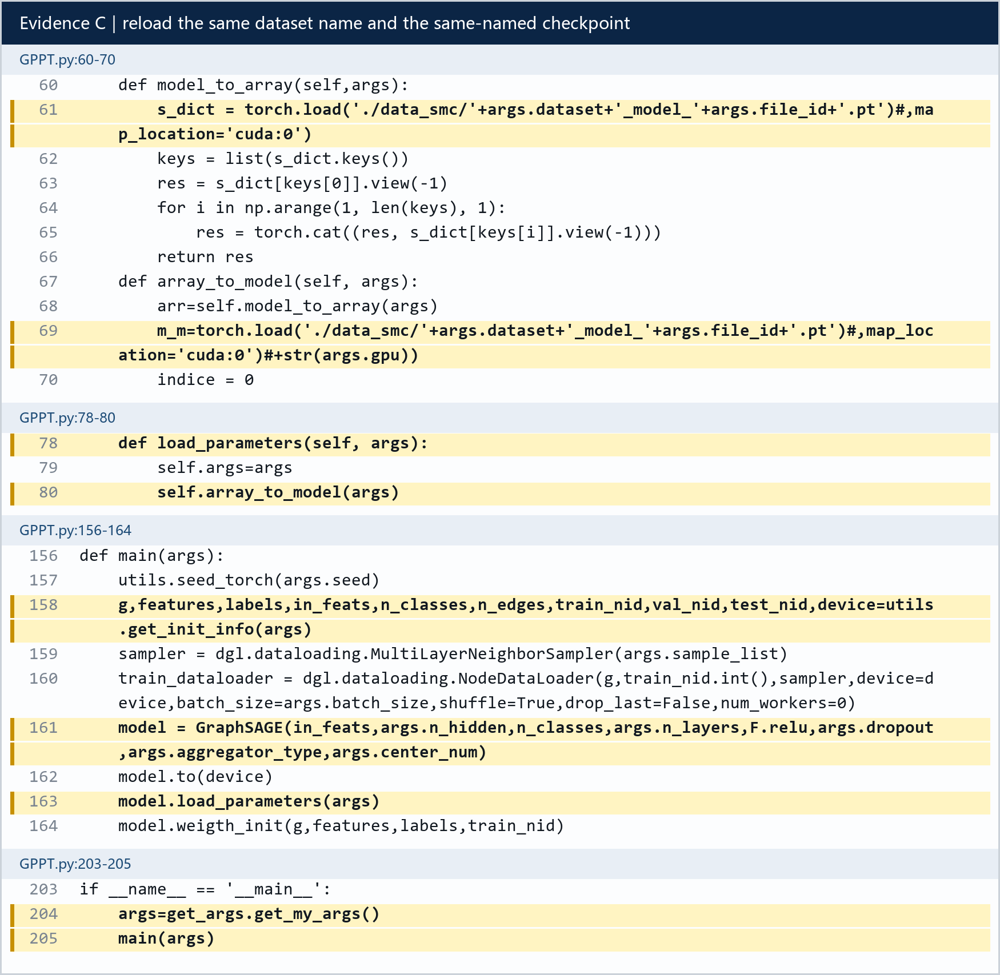 Evidence C | reload the same dataset name and the same-named checkpoint
GPPT.py:60-70
60 def model_to_array(self,args):
61 s_dict = torch.load('./data_smc/'+args.dataset+'_model_'+args.file_id+'.pt')#,ma
p_location='cuda:0')
62 keys = list(s_dict.keys())
63 res = s_dict[keys[0]].view(-1)
64 for i in np.arange(1, len(keys), 1):
65 res = torch.cat((res, s_dict[keys[i]].view(-1)))
66 return res
67 def array_to_model(self, args):
68 arr=self.model_to_array(args)
69 m_m=torch.load('./data_smc/'+args.dataset+'_model_'+args.file_id+'.pt')#,map_loc
ation='cuda:0')#+str(args.gpu))
70 indice = 0
GPPT.py:78-80
78 def load_parameters(self, args):
79 self.args=args
80 self.array_to_model(args)
GPPT.py:156-164
156 def main(args):
157 utils.seed_torch(args.seed)
158 g,features,labels,in_feats,n_classes,n_edges,train_nid,val_nid,test_nid,device=utils
.get_init_info(args)
159 sampler = dgl.dataloading.MultiLayerNeighborSampler(args.sample_list)
160 train_dataloader = dgl.dataloading.NodeDataLoader(g,train_nid.int(),sampler,device=d
evice,batch_size=args.batch_size,shuffle=True,drop_last=False,num_workers=0)
161 model = GraphSAGE(in_feats,args.n_hidden,n_classes,args.n_layers,F.relu,args.dropout
,args.aggregator_type,args.center_num)
162 model.to(device)
163 model.load_parameters(args)
164 model.weigth_init(g,features,labels,train_nid)
GPPT.py:203-205
203 if __name__ == '__main__':
204 args=get_args.get_my_args()
205 main(args)